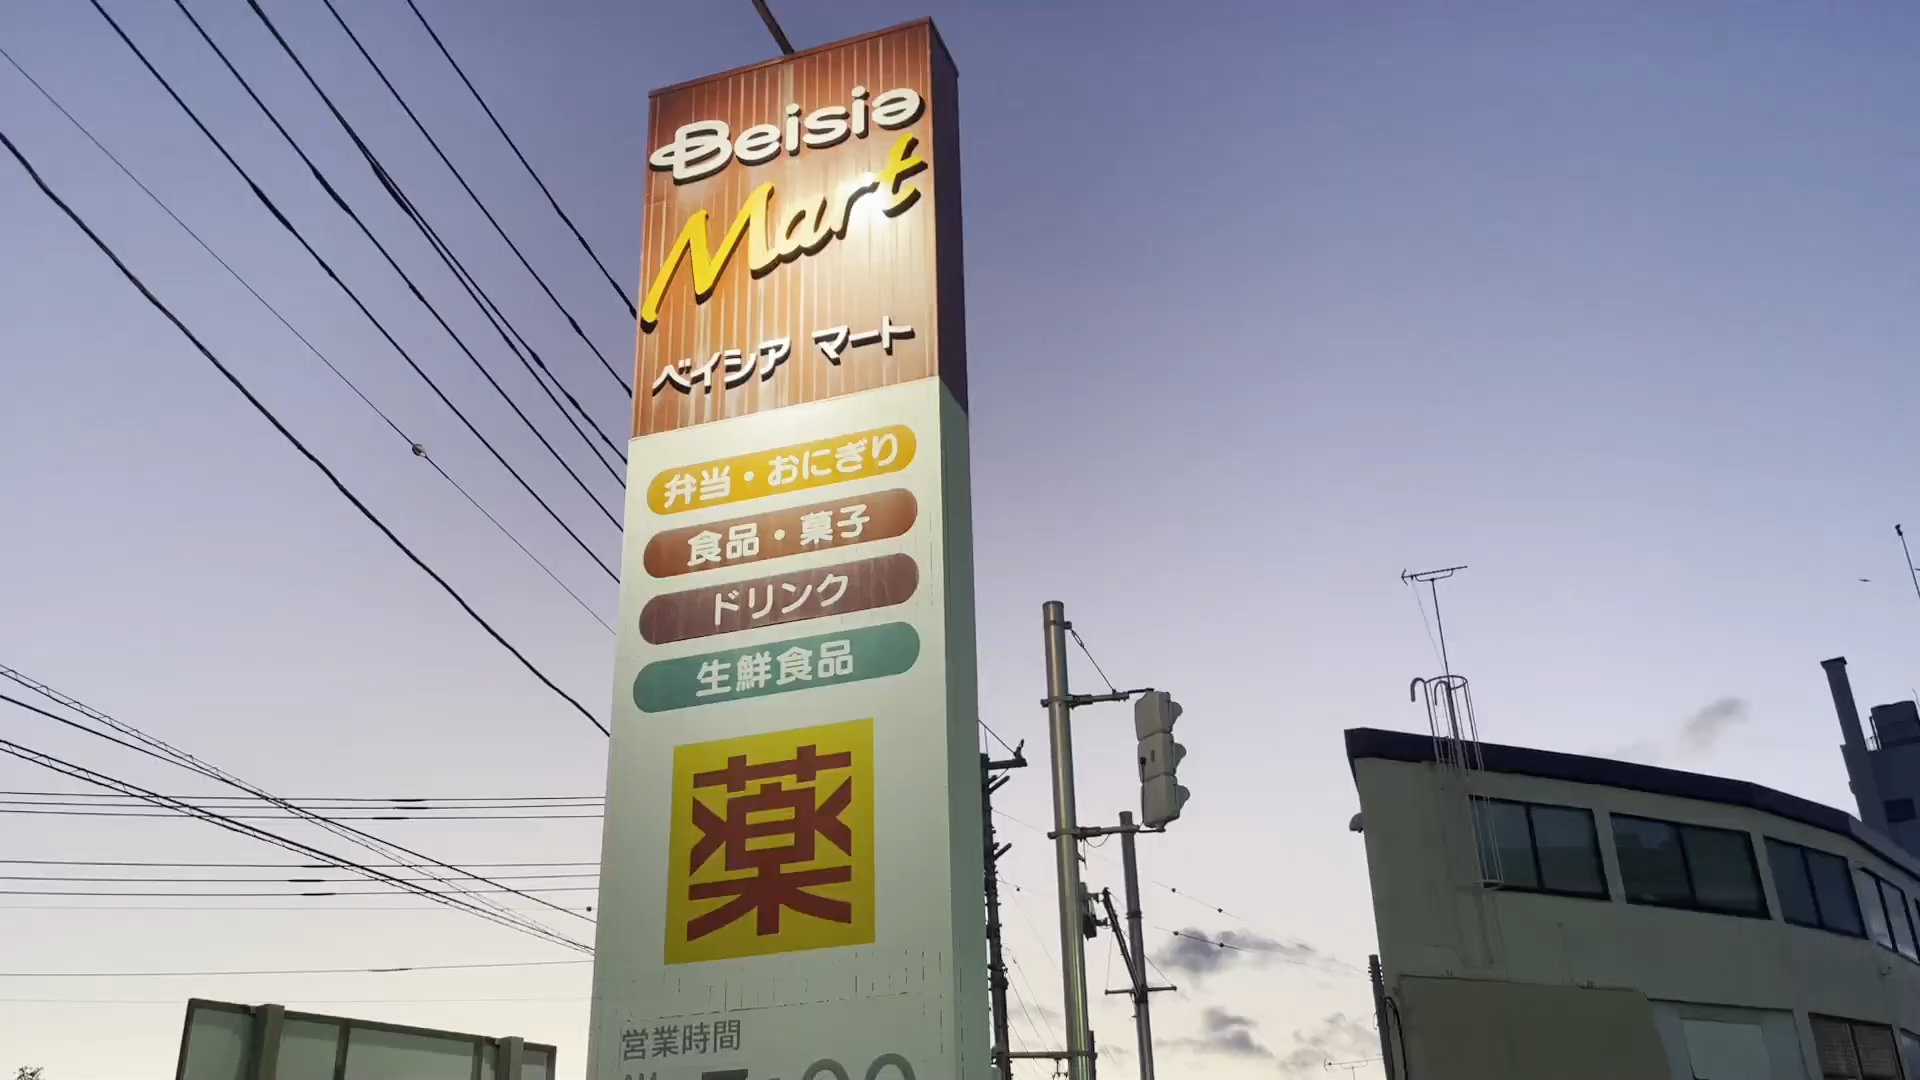 Beisia
Mart
ベイシア マート
弁当・おにぎり
食品・菓子
ドリンク
生鮮食品
薬
営業時間